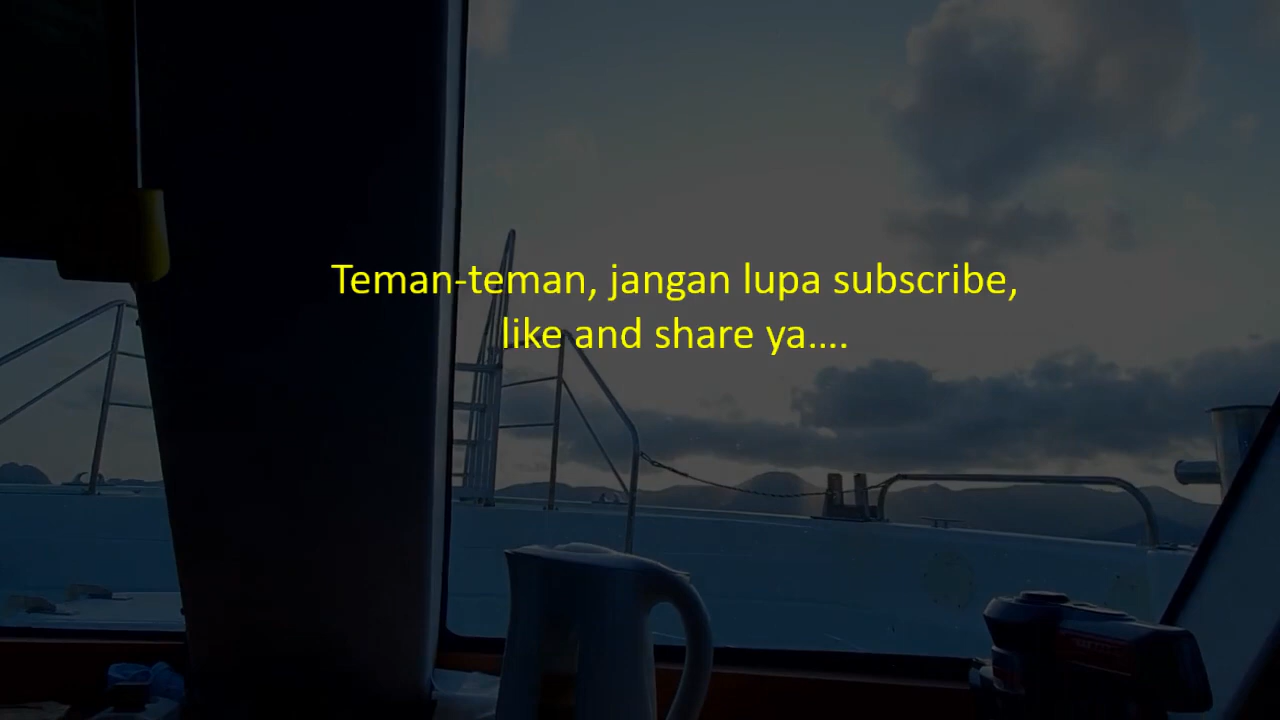 Teman-teman, jangan lupa subscribe,
like and share ya....